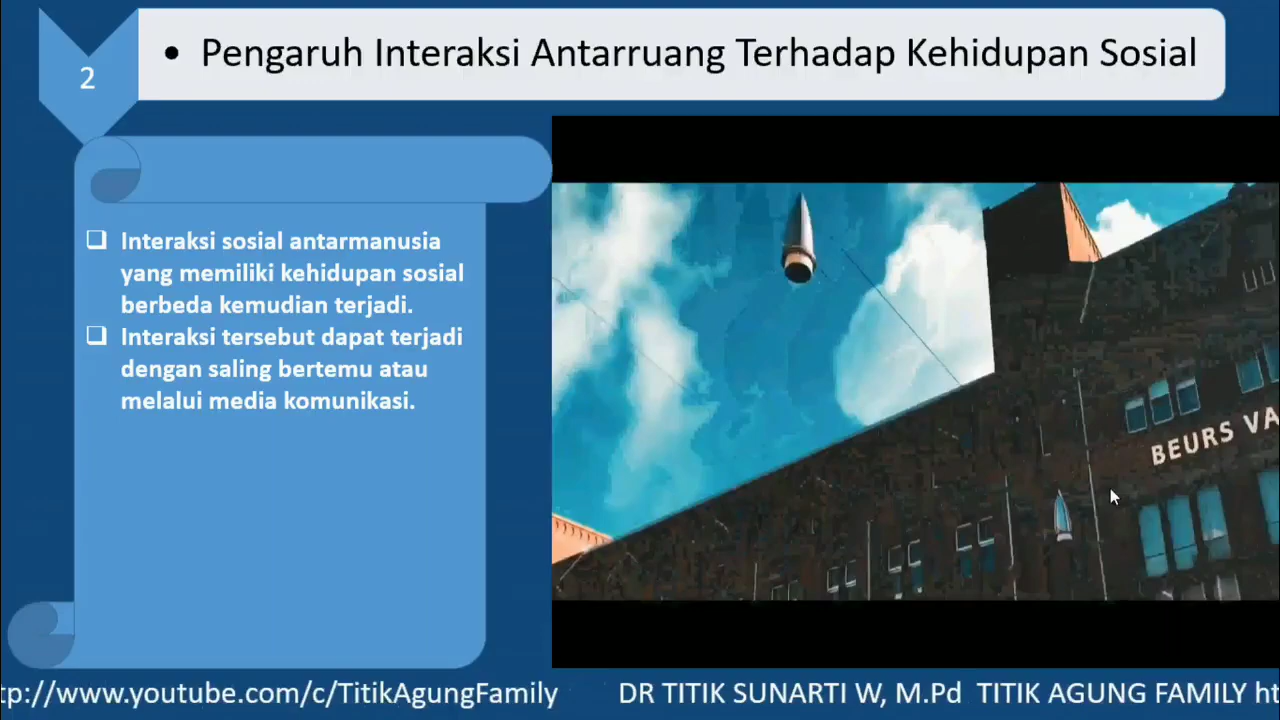 2
• Pengaruh Interaksi Antarruang Terhadap Kehidupan Sosial
❑ Interaksi sosial antarmanusia
yang memiliki kehidupan sosial
berbeda kemudian terjadi.
❑ Interaksi tersebut dapat terjadi
dengan saling bertemu atau
melalui media komunikasi.
BEURS VA
tp://www.youtube.com/c/TitikAgungFamily DR TITIK SUNARTI W, M.Pd TITIK AGUNG FAMILY ht